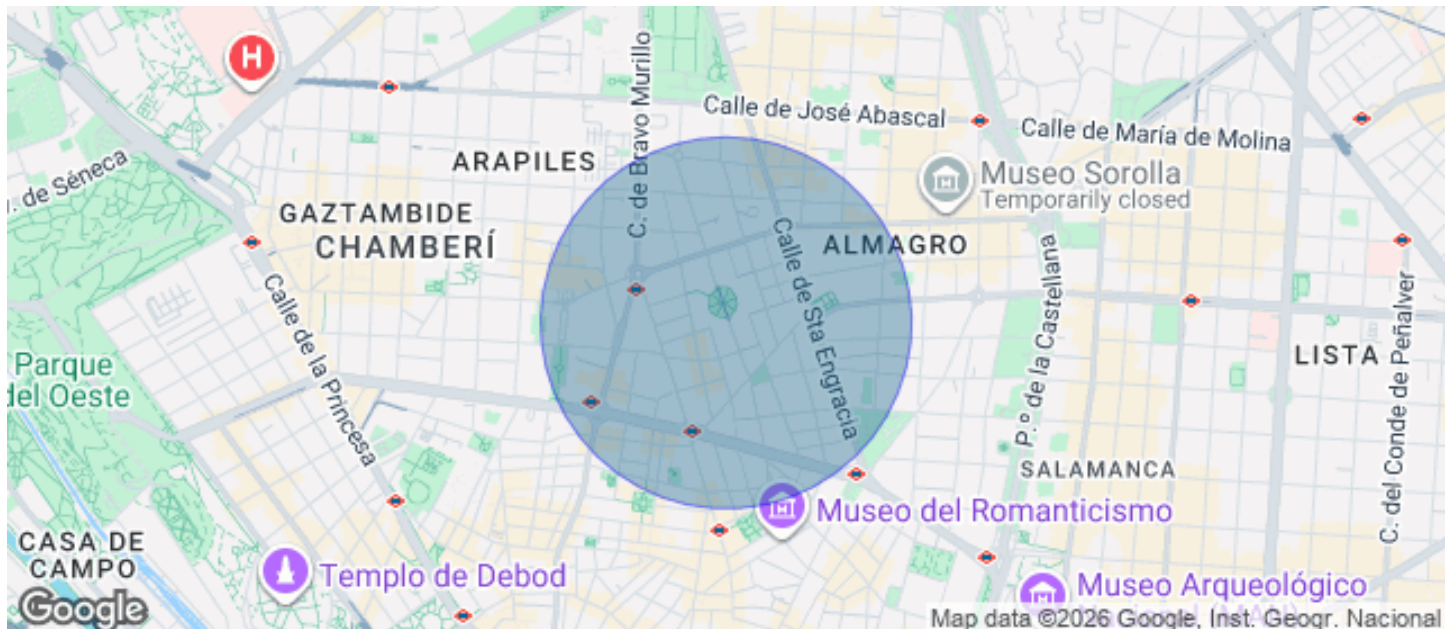 H
Calle de José Abascal
Calle de María de Molina
C. de Bravo Murillo
ARAPILES
Museo Sorolla
Temporarily closed
de Séneca
GAZTAMBIDE
CHAMBERÍ
ALMAGRO
Calle de Sta Engracia
P.º de la Castellana
Calle de la Princesa
C. del Conde de Peñalver
LISTA
Parque
del Oeste
SALAMANCA
Museo del Romanticismo
CASA DE
CAMPO
Templo de Debod
Museo Arqueológico
Google
Map data ©2026 Google, Inst. Geogr. Nacional